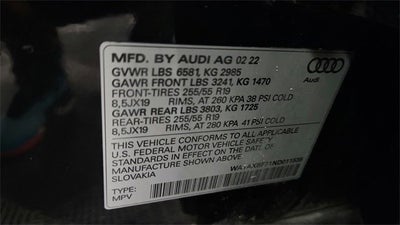 MFD. BY AUDI AG 02 22
GVWR LBS 6581, KG 2985
GAWR FRONT LBS 3241, KG 1470
FRONT-TIRES 255/55 R19
8,5JX19 RIMS, AT 260 KPA 38 PSI COLD
GAWR REAR LBS 3803, KG 1725
REAR-TIRES 255/55 R19
8,5JX19 RIMS, AT 280 KPA 41 PSI COLD
THIS VEHICLE CONFORMS TO ALL APPLICABLE
U.S. FEDERAL MOTOR VEHICLE SAFETY
STANDARDS IN EFFECT ON THE DATE OF
MANUFACTURE SHOWN ABOVE
SLOVAKIA
TYPE:
MPV
Audi